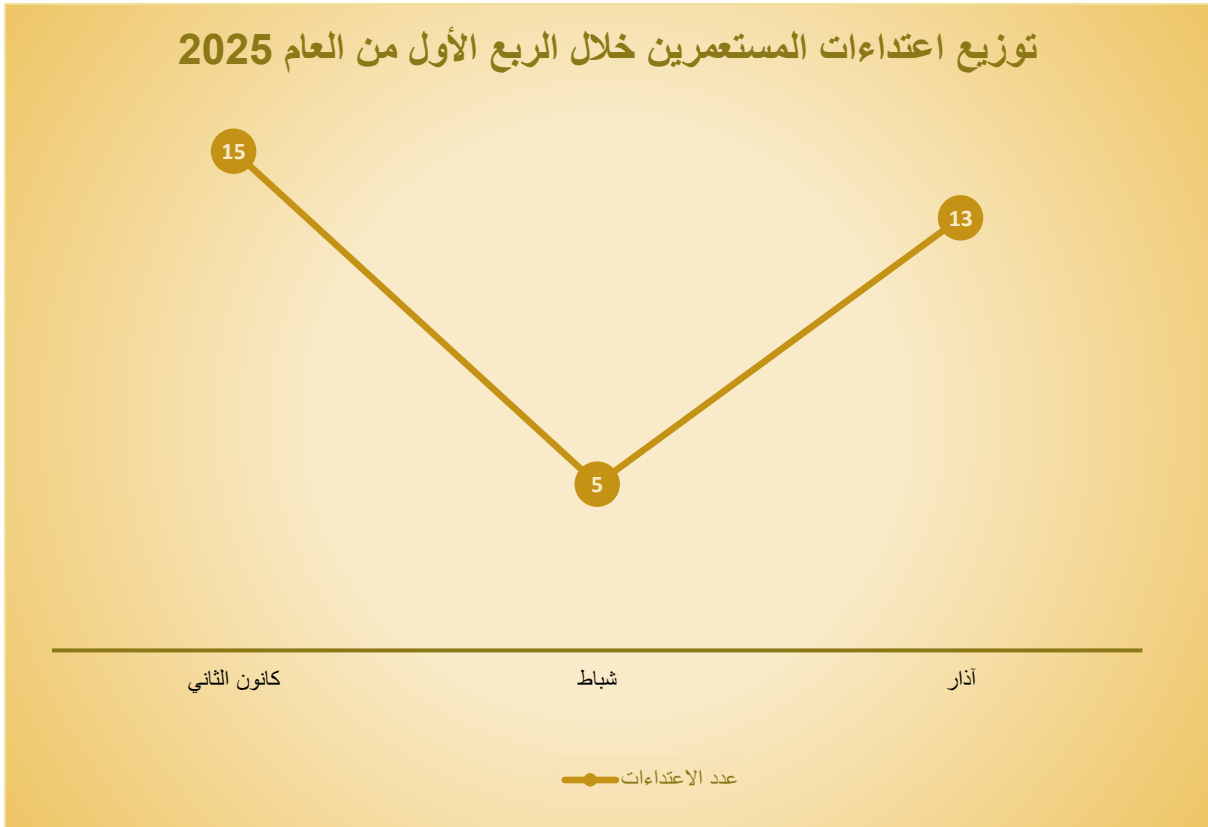 توزيع اعتداءات المستعمرين خلال الربع الأول من العام 2025
15
13
5
كانون الثاني
شباط
آذار
عدد الاعتداءات